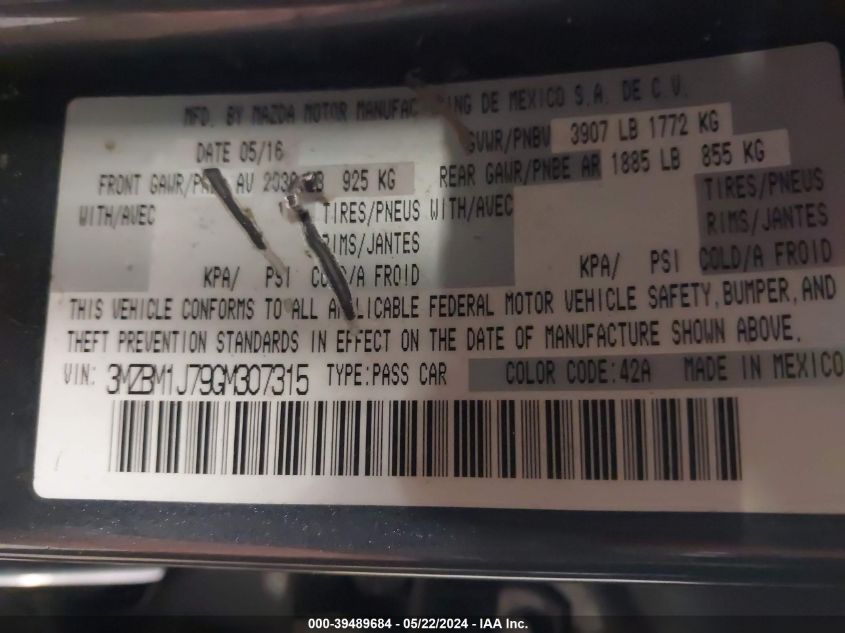 MFD. BY MAZDA MOTOR MANUFACTURING DE MEXICO S.A. DE C.V.
DATE 05/16 GVWR/PNBV 3907 LB 1772 KG
FRONT GAWR/PNBE AV LB 925 KG REAR GAWR/PNBE AR 1885 LB 855 KG
WITH/AVEC TIRES/PNEUS WITH/AVEC TIRES/PNEUS
RIMS/JANTES RIMS/JANTES
KPA/ PSI COLD/A FROID KPA/ PSI COLD/A FROID
THIS VEHICLE CONFORMS TO ALL APPLICABLE FEDERAL MOTOR VEHICLE SAFETY, BUMPER, AND
THEFT PREVENTION STANDARDS IN EFFECT ON THE DATE OF MANUFACTURE SHOWN ABOVE.
VIN: 3MZBM1J79GM307315 TYPE:PASS CAR COLOR CODE:42A MADE IN MEXICO
000-39489684 - 05/22/2024 - IAA Inc.